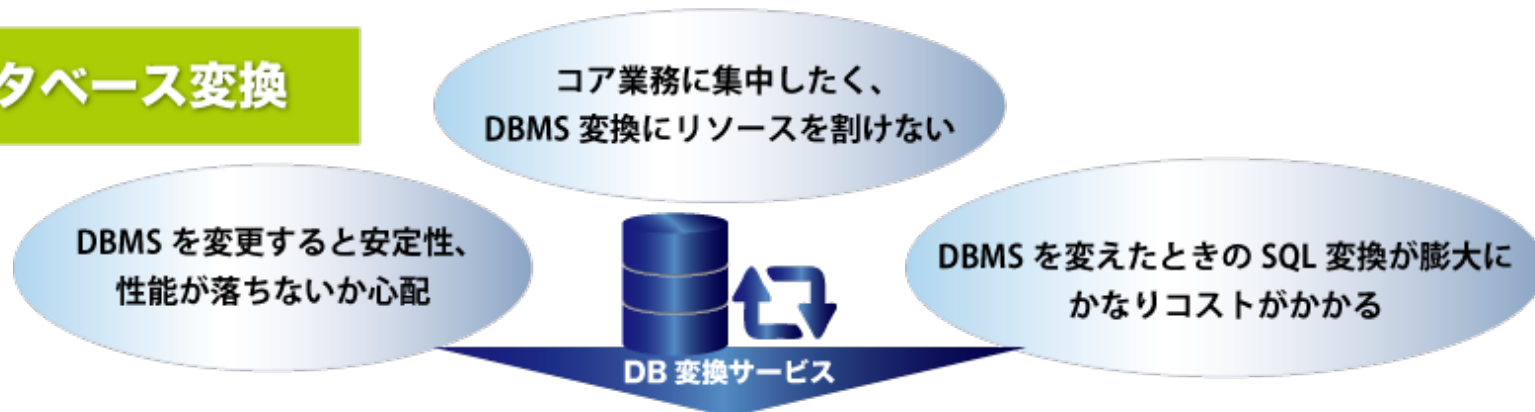 タベース変換
コア業務に集中したく、
DBMS 変換にリソースを割けない
DBMS を変更すると安定性、
性能が落ちないか心配
DBMS を変えたときの SQL 変換が膨大に
かなりコストがかかる
DB 変換サービス